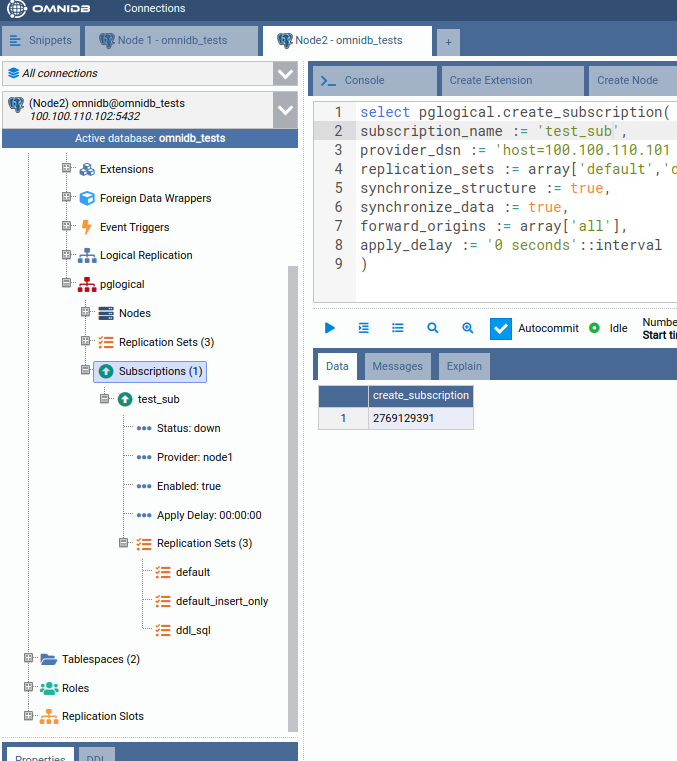 OMNIDB
Connections
Snippets
Node 1 - omnidb_tests
Node2 - omnidb_tests
+
All connections
(Node2) omnidb@omnidb_tests
100.100.110.102:5432
Active database: omnidb_tests
Extensions
Foreign Data Wrappers
Event Triggers
Logical Replication
pglogical
Nodes
Replication Sets (3)
Subscriptions (1)
test_sub
Status: down
Provider: node1
Enabled: true
Apply Delay: 00:00:00
Replication Sets (3)
default
default_insert_only
ddl_sql
Tablespaces (2)
Roles
Replication Slots
Properties
DDL
Console
Create Extension
Create Node
1 select pglogical.create_subscription(
2 subscription_name := 'test_sub',
3 provider_dsn := 'host=100.100.110.101
4 replication_sets := array['default','d
5 synchronize_structure := true,
6 synchronize_data := true,
7 forward_origins := array['all'],
8 apply_delay := '0 seconds'::interval
9 )
Autocommit
Idle
Numbe
Start ti
Data
Messages
Explain
create_subscription
1 2769129391